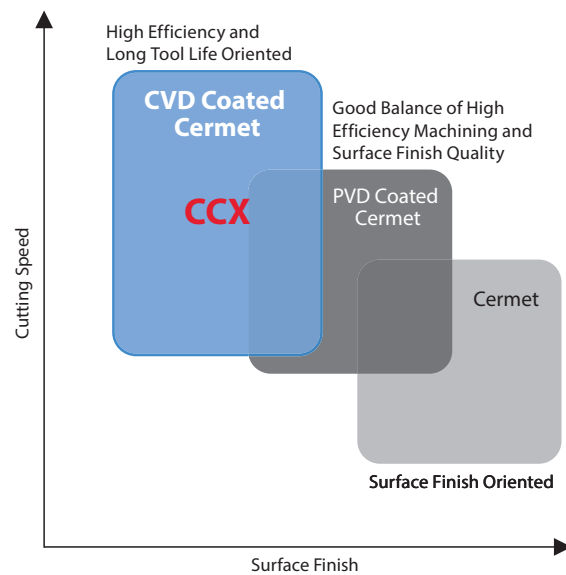 High Efficiency and
Long Tool Life Oriented
CVD Coated
Cermet
CCX
Good Balance of High
Efficiency Machining and
Surface Finish Quality
PVD Coated
Cermet
Cermet
Surface Finish Oriented
Cutting Speed
Surface Finish